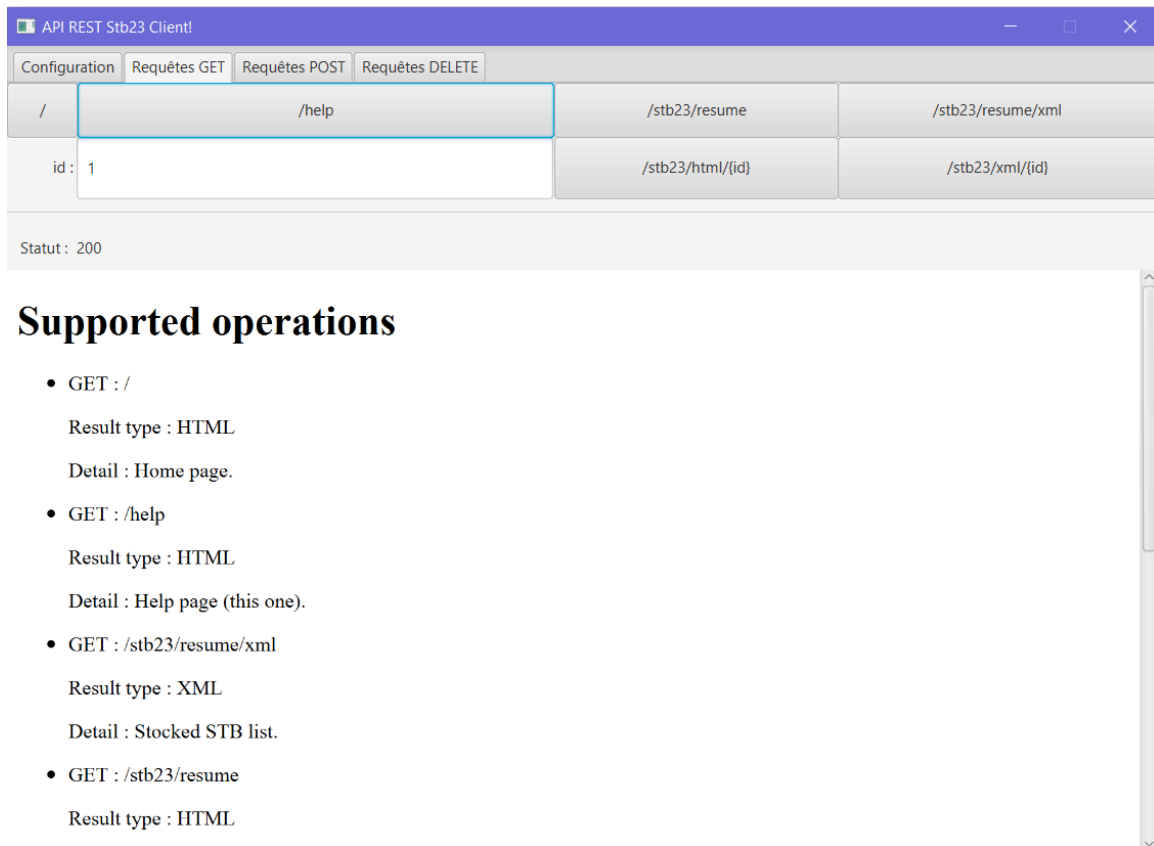 API REST Stb23 Client!
Configuration Requêtes GET Requêtes POST Requêtes DELETE
/ /help /stb23/resume /stb23/resume/xml
id : 1 /stb23/html/{id} /stb23/xml/{id}
Statut : 200
Supported operations
• GET : /
Result type : HTML
Detail : Home page.
• GET : /help
Result type : HTML
Detail : Help page (this one).
• GET : /stb23/resume/xml
Result type : XML
Detail : Stocked STB list.
• GET : /stb23/resume
Result type : HTML